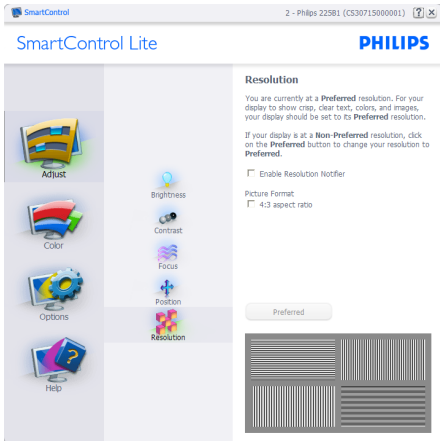 SmartControl
2 - Philips 225B1 (CS30715000001)
?
SmartControl Lite
PHILIPS
Adjust
Color
Options
Help
Brightness
Contrast
Focus
Position
Resolution
Resolution
You are currently at a Preferred resolution. For your
display to show crisp, clear text, colors, and images,
your display should be set to its Preferred resolution.
If your display is at a Non-Preferred resolution, click
on the Preferred button to change your resolution to
Preferred.
Enable Resolution Notifier
Picture Format
4:3 aspect ratio
Preferred